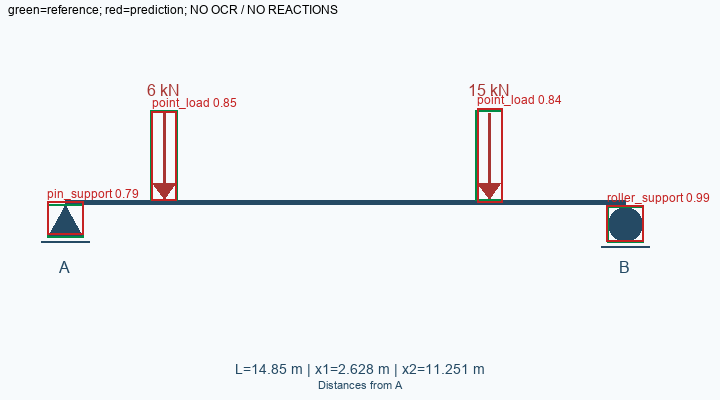 green=reference; red=prediction; NO OCR / NO REACTIONS
6 kN
15 kN
point_load 0.85
point_load 0.84
pin_support 0.79
roller_support 0.99
A
B
L=14.85 m | x1=2.628 m | x2=11.251 m
Distances from A